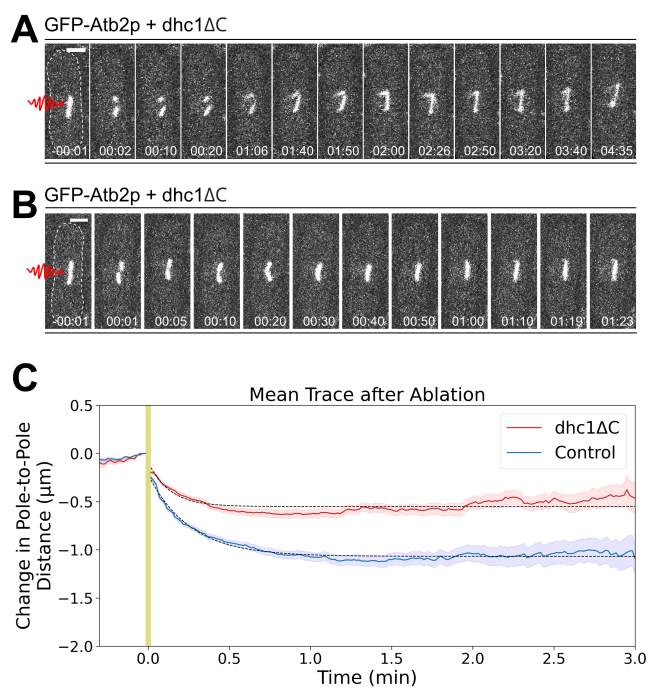 A GFP-Atb2p + dhc1ΔC
-00:01 00:02 00:10 00:20 01:06 01:40 01:50 02:00 02:26 02:50 03:20 03:40 04:35
B GFP-Atb2p + dhc1ΔC
-00:01 00:01 00:05 00:10 00:20 00:30 00:40 00:50 01:00 01:10 01:19 01:23
C
Mean Trace after Ablation
Change in Pole-to-Pole
Distance (μm)
0.5
0.0
−0.5
−1.0
−1.5
−2.0
dhc1ΔC
Control
0.0 0.5 1.0 1.5 2.0 2.5 3.0
Time (min)